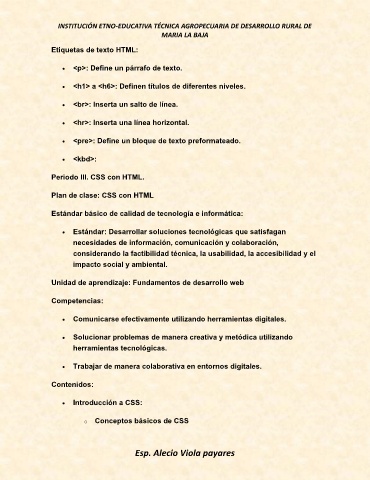 INSTITUCIÓN ETNO-EDUCATIVA TÉCNICA AGROPECUARIA DE DESARROLLO RURAL DE
MARIA LA BAJA
Etiquetas de texto HTML:
• <p>: Define un párrafo de texto.
• <h1> a <h6>: Definen títulos de diferentes niveles.
• <br>: Inserta un salto de línea.
• <hr>: Inserta una línea horizontal.
• <pre>: Define un bloque de texto preformateado.
• <kbd>:
Periodo III. CSS con HTML.
Plan de clase: CSS con HTML
Estándar básico de calidad de tecnología e informática:
• Estándar: Desarrollar soluciones tecnológicas que satisfagan
necesidades de información, comunicación y colaboración,
considerando la factibilidad técnica, la usabilidad, la accesibilidad y el
impacto social y ambiental.
Unidad de aprendizaje: Fundamentos de desarrollo web
Competencias:
• Comunicarse efectivamente utilizando herramientas digitales.
• Solucionar problemas de manera creativa y metódica utilizando
herramientas tecnológicas.
• Trabajar de manera colaborativa en entornos digitales.
Contenidos:
• Introducción a CSS:
o Conceptos básicos de CSS
Esp. Alecio Viola payares